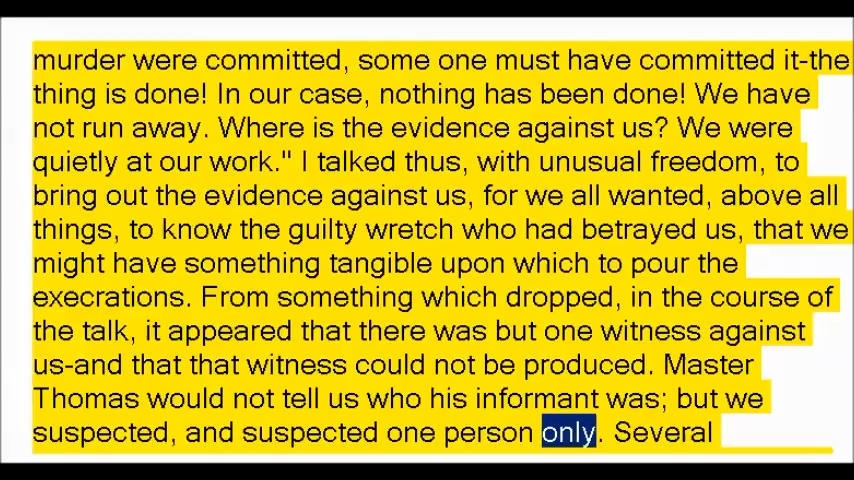 murder were committed, some one must have committed it-the
thing is done! In our case, nothing has been done! We have
not run away. Where is the evidence against us? We were
quietly at our work." I talked thus, with unusual freedom, to
bring out the evidence against us, for we all wanted, above all
things, to know the guilty wretch who had betrayed us, that we
might have something tangible upon which to pour the
execrations. From something which dropped, in the course of
the talk, it appeared that there was but one witness against
us-and that that witness could not be produced. Master
Thomas would not tell us who his informant was; but we
suspected, and suspected one person only. Several